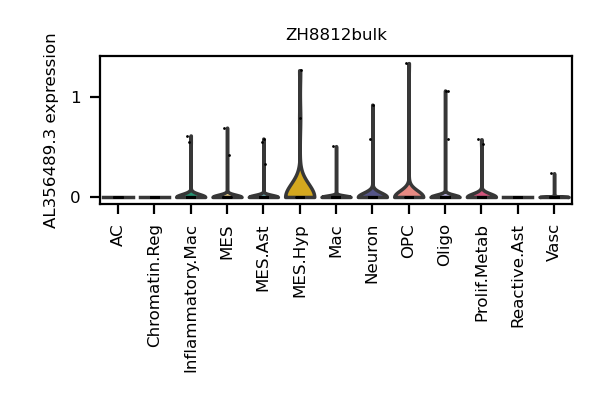 ZH8812bulk
AL356489.3 expression
1
0
AC
Chromatin.Reg
Inflammatory.Mac
MES
MES.Ast
MES.Hyp
Mac
Neuron
OPC
Oligo
Prolif.Metab
Reactive.Ast
Vasc